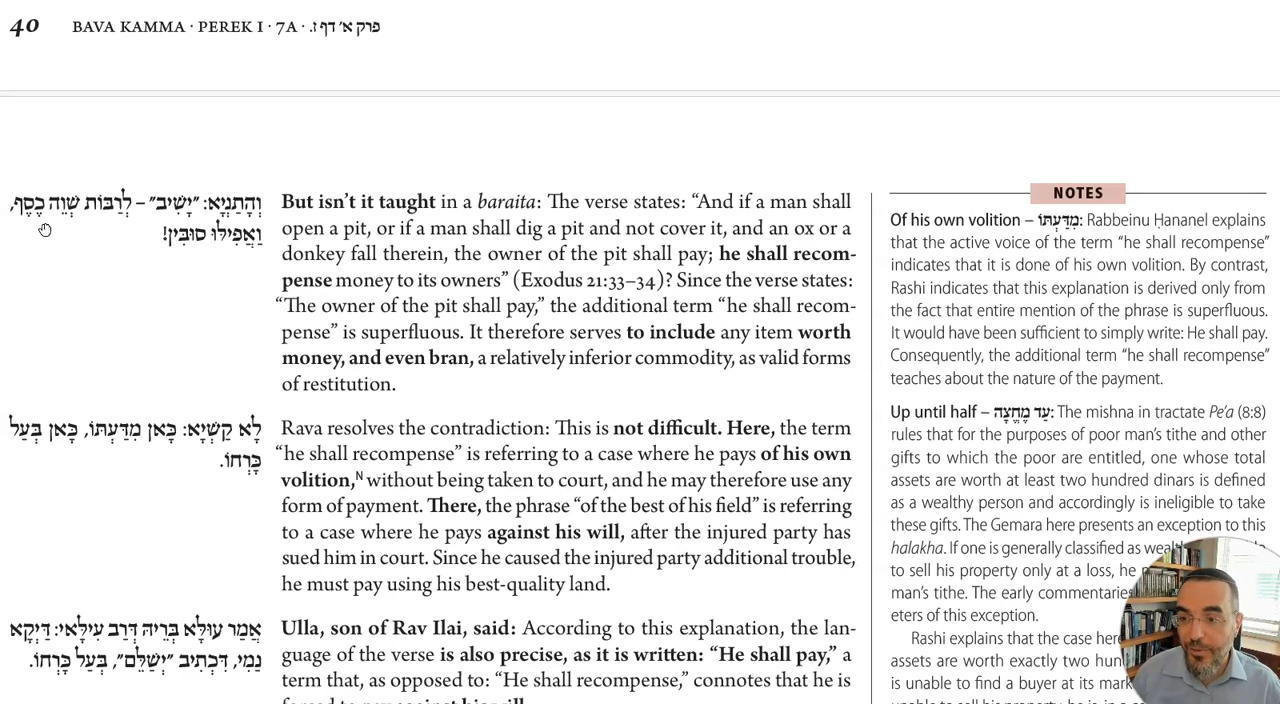 40 BAVA KAMMA · PEREK I · 7A · .פרק א׳ דף ז
וְהָתַנְיָא: ״יָשִׁיב״ – לְרַבּוֹת שְׁוֵה כֶּסֶף,
וַאֲפִילּוּ סוּבִּין!
But isn't it taught in a baraita: The verse states: “And if a man shall
open a pit, or if a man shall dig a pit and not cover it, and an ox or a
donkey fall therein, the owner of the pit shall pay; he shall recom-
pense money to its owners” (Exodus 21:33–34)? Since the verse states:
“The owner of the pit shall pay,” the additional term “he shall recom-
pense” is superfluous. It therefore serves to include any item worth
money, and even bran, a relatively inferior commodity, as valid forms
of restitution.
לָא קַשְׁיָא: כָּאן מִדַּעְתּוֹ, כָּאן בְּעַל
כָּרְחוֹ.
Rava resolves the contradiction: This is not difficult. Here, the term
“he shall recompense” is referring to a case where he pays of his own
volition,N without being taken to court, and he may therefore use any
form of payment. There, the phrase “of the best of his field” is referring
to a case where he pays against his will, after the injured party has
sued him in court. Since he caused the injured party additional trouble,
he must pay using his best-quality land.
אֲמַר עוּלָּא בְּרֵיהּ דְּרַב עִילַּאי: דַּיְקָא
נַמִי, דִּכְתִיב ״יְשַׁלֵּם״, בְּעַל כָּרְחוֹ.
Ulla, son of Rav Ilai, said: According to this explanation, the lan-
guage of the verse is also precise, as it is written: “He shall pay,” a
term that, as opposed to: “He shall recompense,” connotes that he is
NOTES
Of his own volition – מִדַּעְתּוֹ: Rabbeinu Ḥananel explains
that the active voice of the term “he shall recompense”
indicates that it is done of his own volition. By contrast,
Rashi indicates that this explanation is derived only from
the fact that entire mention of the phrase is superfluous.
It would have been sufficient to simply write: He shall pay.
Consequently, the additional term “he shall recompense”
teaches about the nature of the payment.
Up until half – עַד מֶחֱצָה: The mishna in tractate Pe'a (8:8)
rules that for the purposes of poor man's tithe and other
gifts to which the poor are entitled, one whose total
assets are worth at least two hundred dinars is defined
as a wealthy person and accordingly is ineligible to take
these gifts. The Gemara here presents an exception to this
halakha. If one is generally classified as
to sell his property only at a loss, he
man's tithe. The early commentaries
eters of this exception.
Rashi explains that the case here
assets are worth exactly two
is unable to find a buyer at its